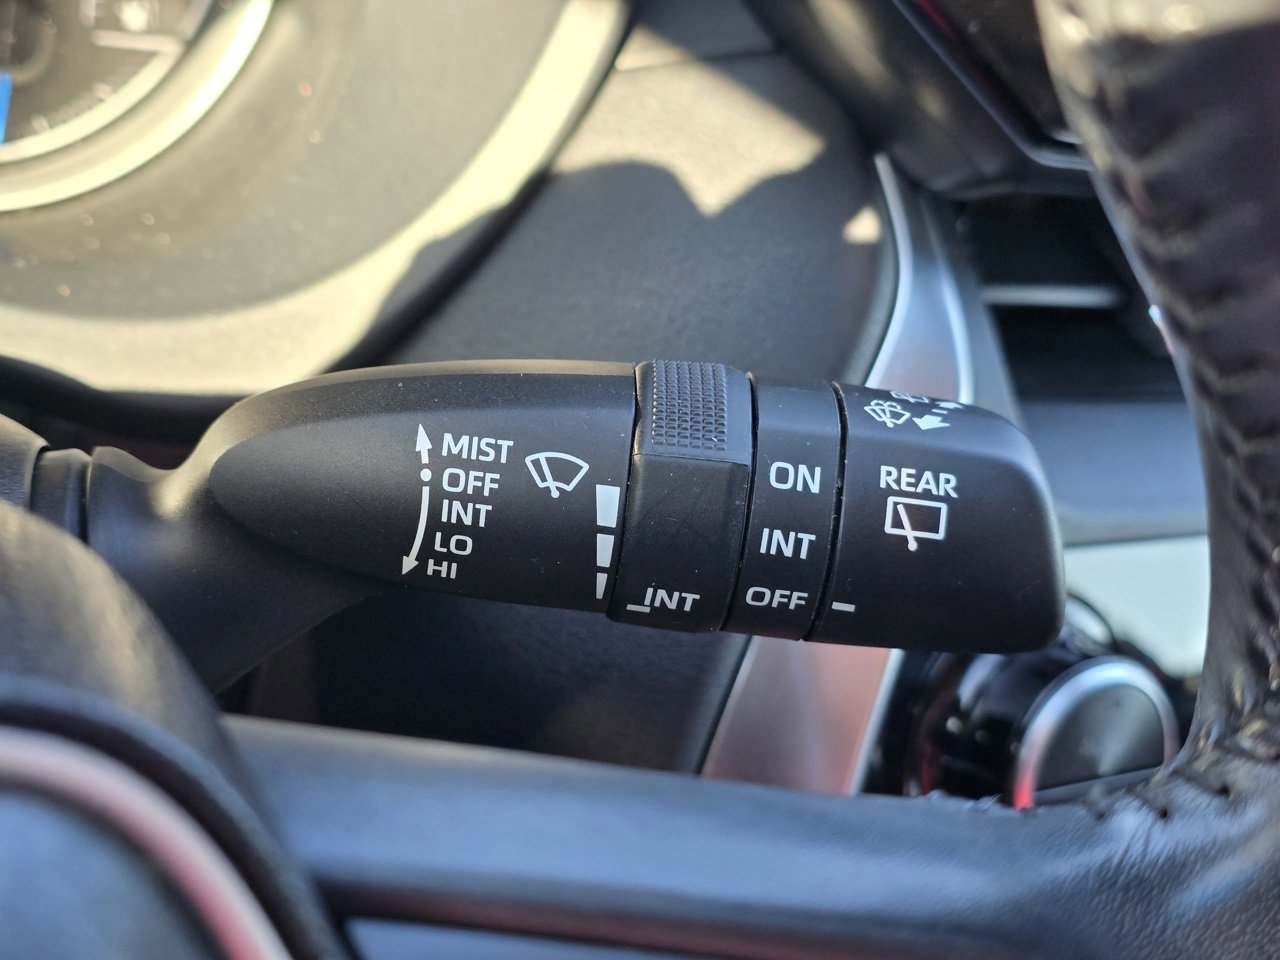 MIST
OFF
INT
LO
HI
INT
ON
INT
OFF
REAR